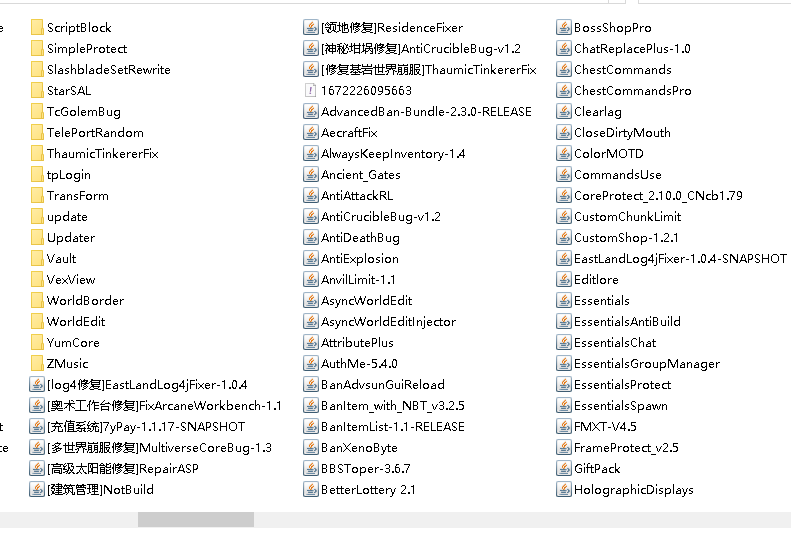 ScriptBlock
SimpleProtect
SlashbladeSetRewrite
StarSAL
TcGolemBug
TelePortRandom
ThaumicTinkererFix
tpLogin
TransForm
update
Updater
Vault
VexView
WorldBorder
WorldEdit
YumCore
ZMusic
[log4修复]EastLandLog4jFixer-1.0.4
[奥术工作台修复]FixArcaneWorkbench-1.1
[充值系统]7yPay-1.1.17-SNAPSHOT
[多世界崩服修复]MultiverseCoreBug-1.3
[高级太阳能修复]RepairASP
[建筑管理]NotBuild
[领地修复]ResidenceFixer
[神秘坩埚修复]AntiCrucibleBug-v1.2
[修复基岩世界崩服]ThaumicTinkererFix
1672226095663
AdvancedBan-Bundle-2.3.0-RELEASE
AecraftFix
AlwaysKeepInventory-1.4
Ancient_Gates
AntiAttackRL
AntiCrucibleBug-v1.2
AntiDeathBug
AntiExplosion
AnvilLimit-1.1
AsyncWorldEdit
AsyncWorldEditInjector
AttributePlus
AuthMe-5.4.0
BanAdvsunGuiReload
BanItem_with_NBT_v3.2.5
BanItemList-1.1-RELEASE
BanXenoByte
BBSToper-3.6.7
BetterLottery 2.1
BossShopPro
ChatReplacePlus-1.0
ChestCommands
ChestCommandsPro
Clearlag
CloseDirtyMouth
ColorMOTD
CommandsUse
CoreProtect_2.10.0_CNcb1.79
CustomChunkLimit
CustomShop-1.2.1
EastLandLog4jFixer-1.0.4-SNAPSHOT
Editlore
Essentials
EssentialsAntiBuild
EssentialsChat
EssentialsGroupManager
EssentialsProtect
EssentialsSpawn
FMXT-V4.5
FrameProtect_v2.5
GiftPack
HolographicDisplays